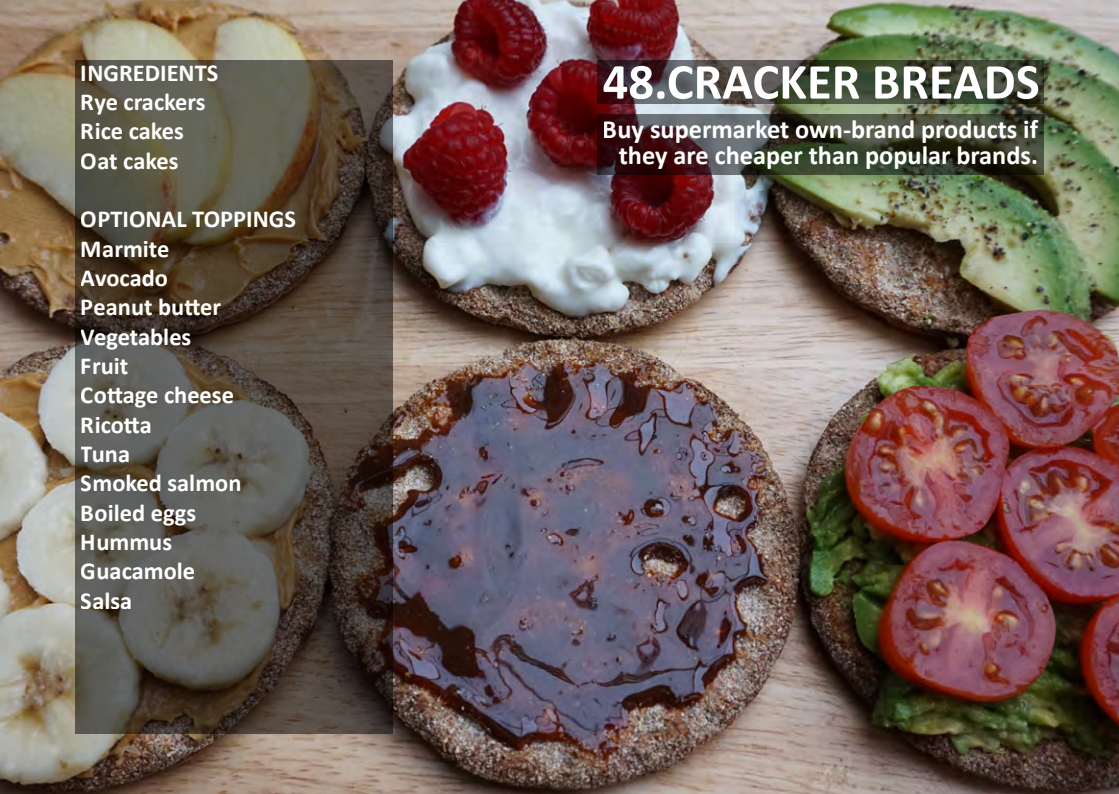 INGREDIENTS
Rye crackers
Rice cakes
Oat cakes
OPTIONAL TOPPINGS
Marmite
Avocado
Peanut butter
Vegetables
Fruit
Cottage cheese
Ricotta
Tuna
Smoked salmon
Boiled eggs
Hummus
Guacamole
Salsa
48.CRACKER BREADS
Buy supermarket own-brand products if
they are cheaper than popular brands.